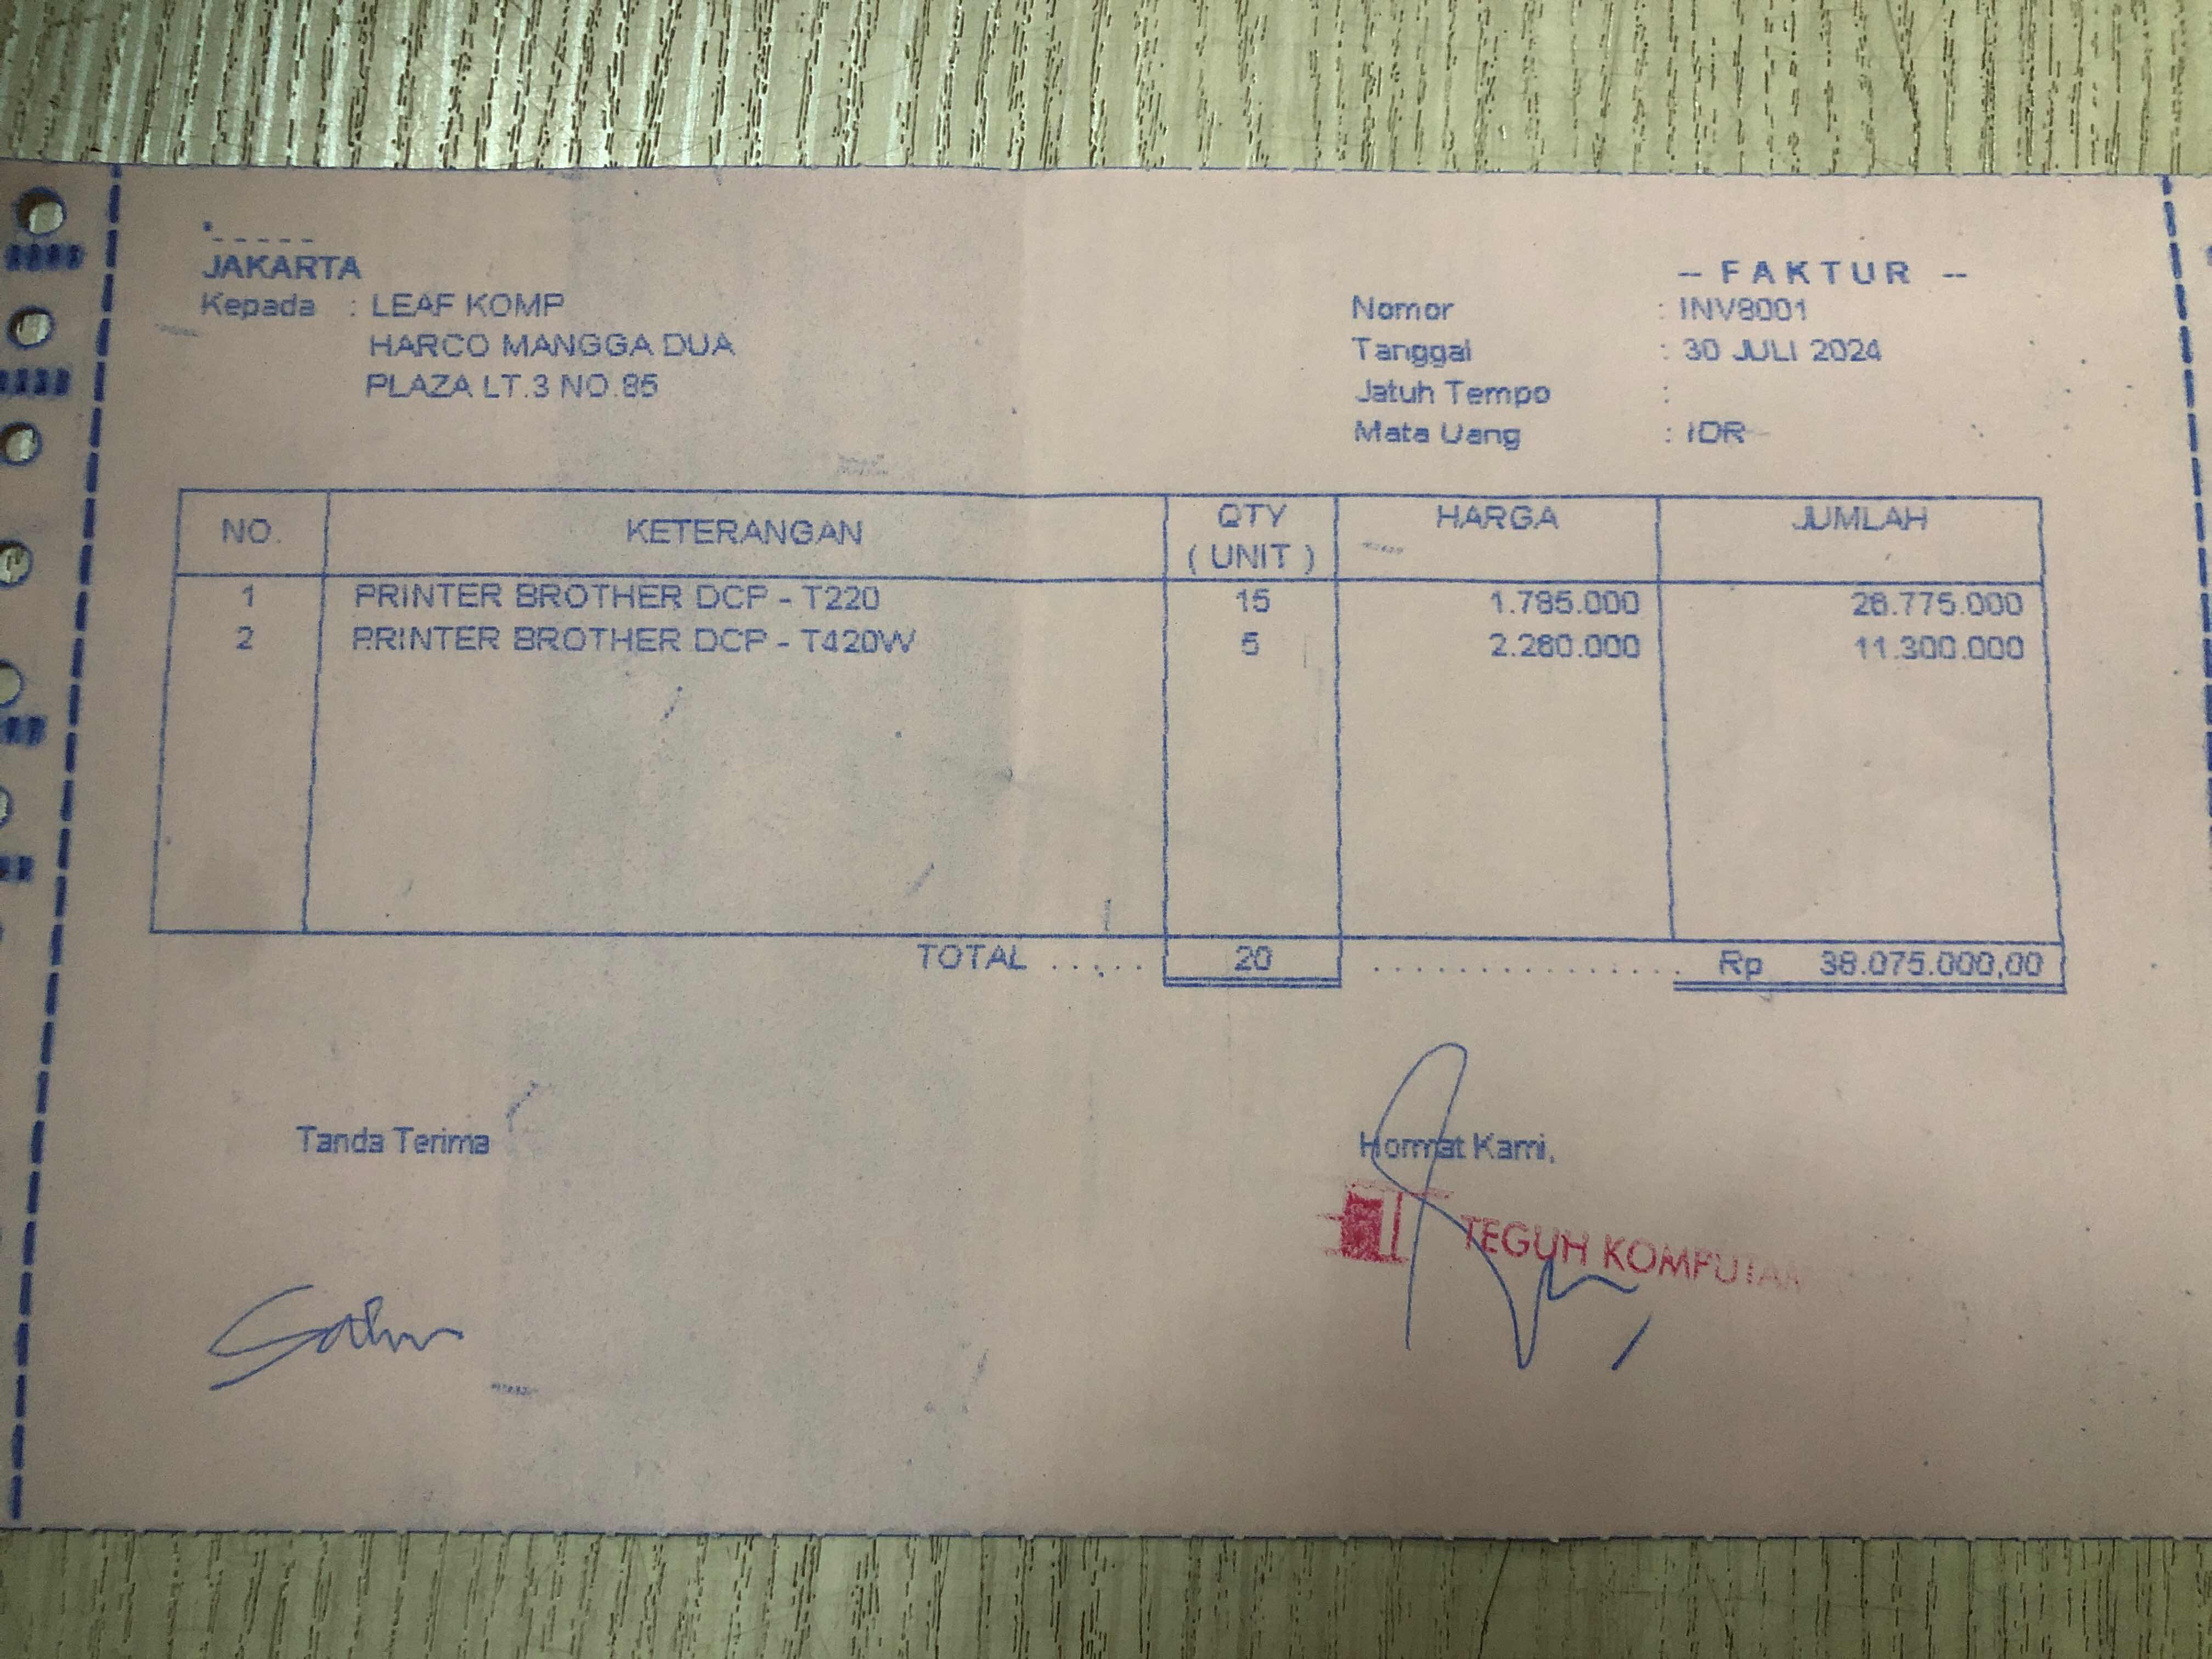 JAKARTA
Kepada : LEAF KOMP
HARCO MANGGA DUA
PLAZA LT.3 NO.85
-- FAKTUR --
Nomor : INV8001
Tanggal : 30 JULI 2024
Jatuh Tempo :
Mata Uang : IDR
NO. KETERANGAN QTY ( UNIT ) HARGA JUMLAH
1 PRINTER BROTHER DCP - T220 15 1.785.000 26.775.000
2 PRINTER BROTHER DCP - T420W 5 2.260.000 11.300.000
TOTAL ..... 20 ................ Rp 38.075.000,00
Tanda Terima
Hormat Kami,
TEGUH